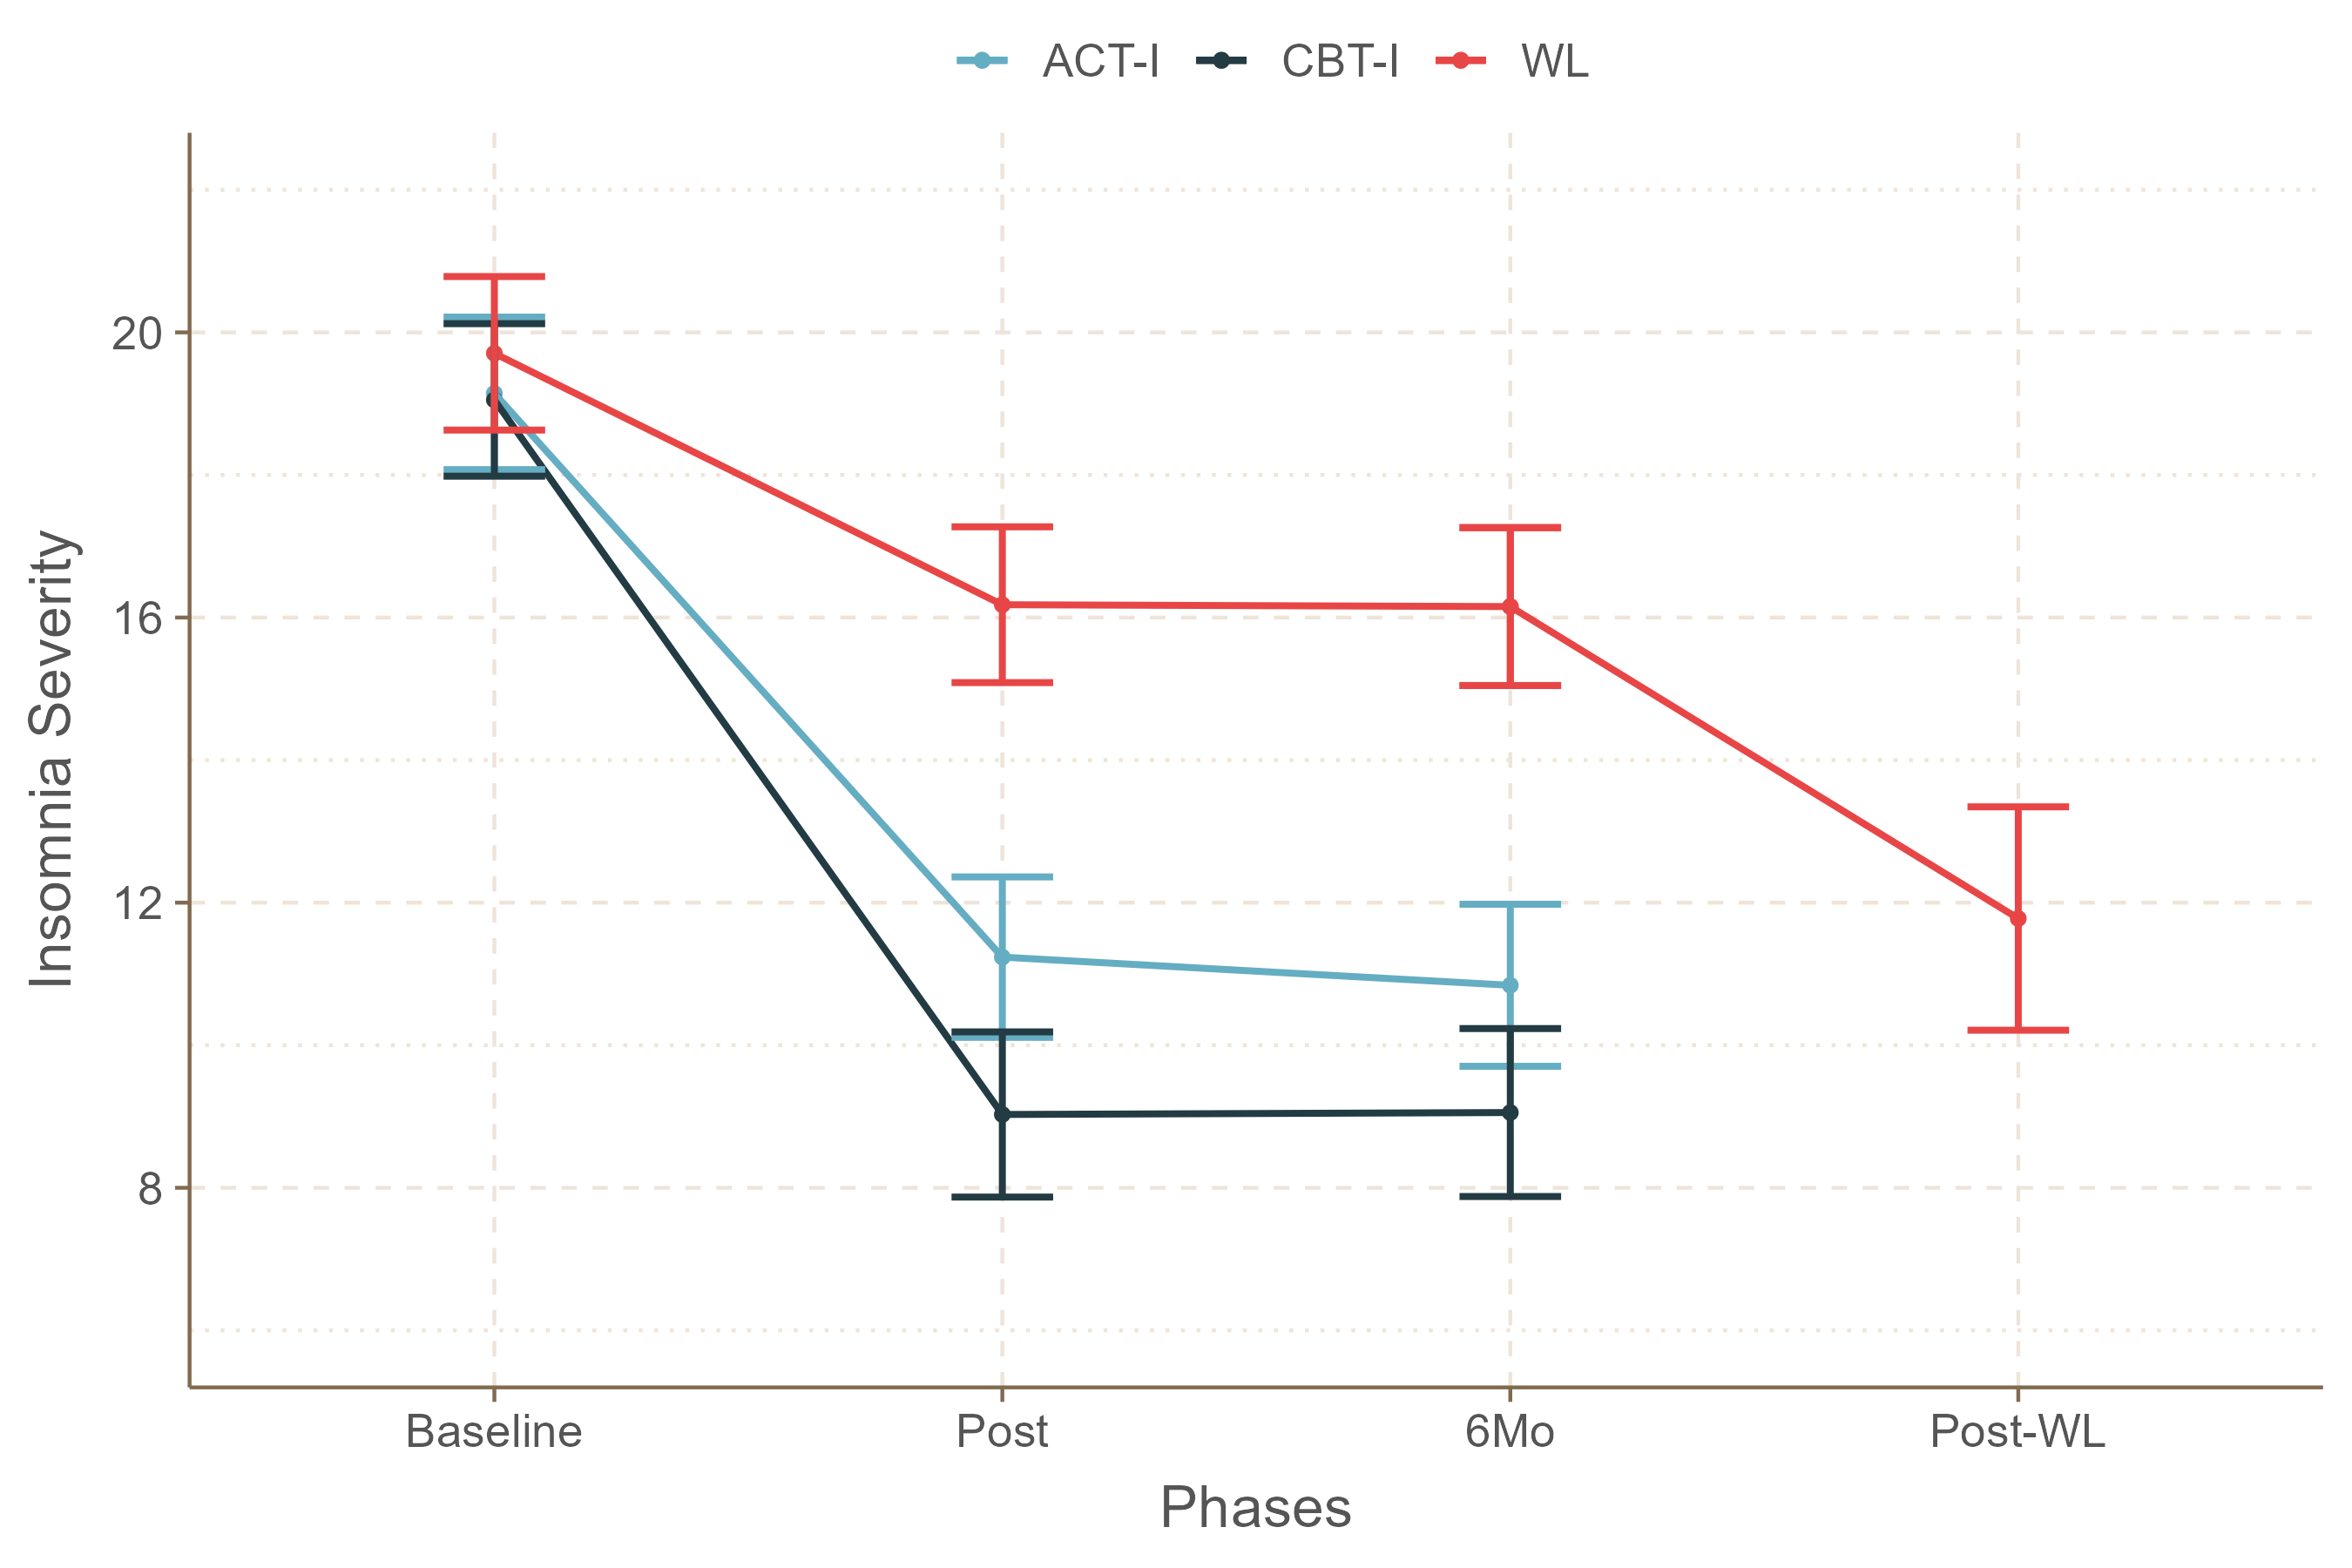 ACT-I CBT-I WL
Insomnia Severity
20
16
12
8
Baseline Post 6Mo Post-WL
Phases